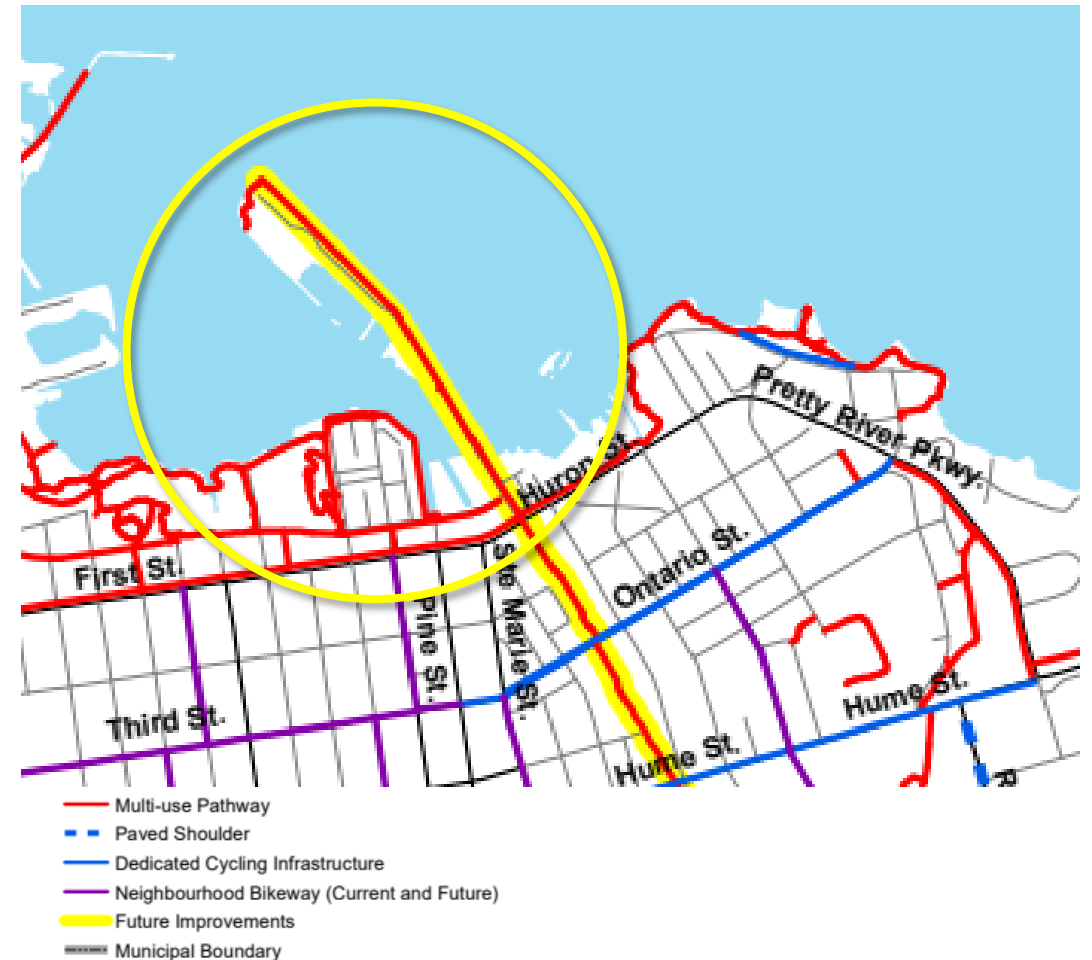 Huron St.
Pretty River Pkwy.
First St.
Pine St.
Ste Marie St.
Ontario St.
Third St.
Hume St.
Hume St.
R
Multi-use Pathway
Paved Shoulder
Dedicated Cycling Infrastructure
Neighbourhood Bikeway (Current and Future)
Future Improvements
Municipal Boundary